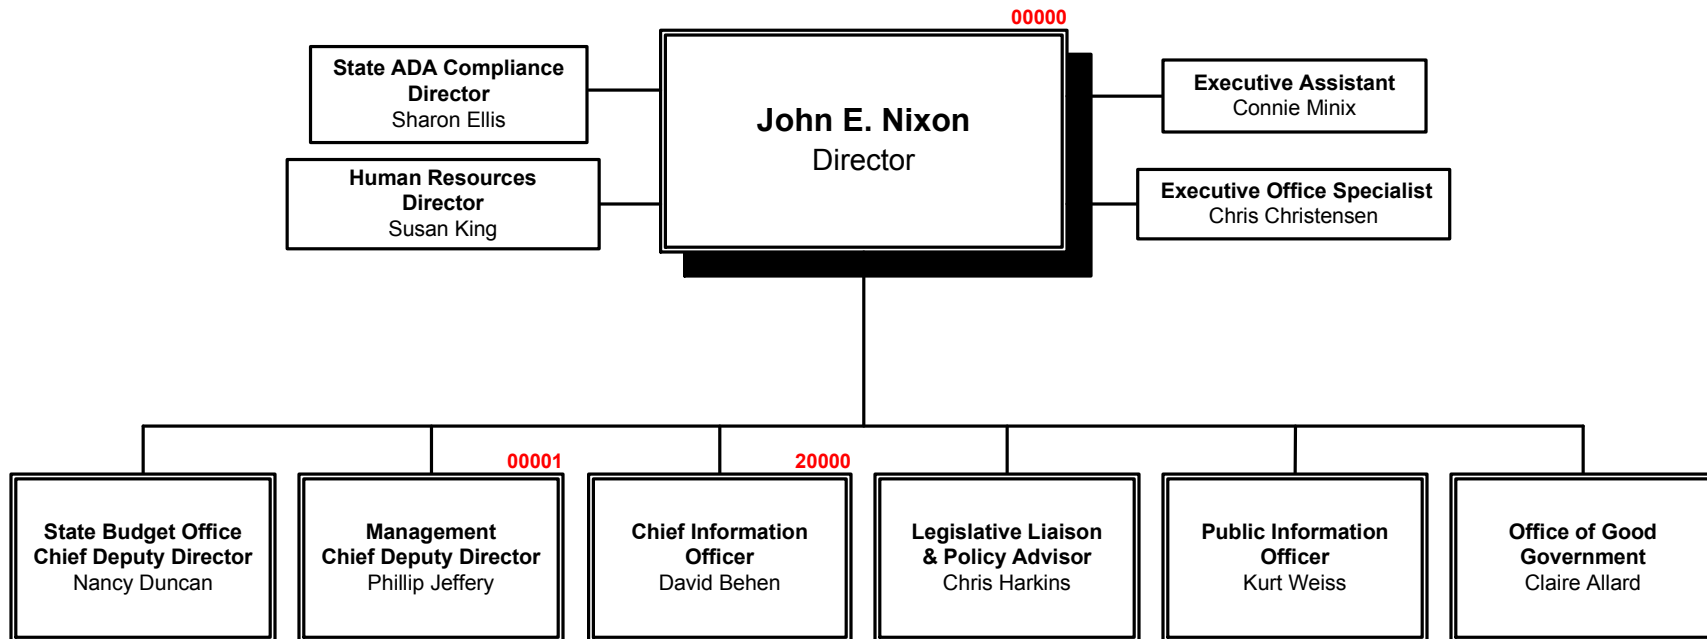 00000
State ADA Compliance
Director
Sharon Ellis
John E. Nixon
Director
Executive Assistant
Connie Minix
Human Resources
Director
Susan King
Executive Office Specialist
Chris Christensen
00001
20000
State Budget Office
Chief Deputy Director
Nancy Duncan
Management
Chief Deputy Director
Phillip Jeffery
Chief Information
Officer
David Behen
Legislative Liaison
& Policy Advisor
Chris Harkins
Public Information
Officer
Kurt Weiss
Office of Good
Government
Claire Allard